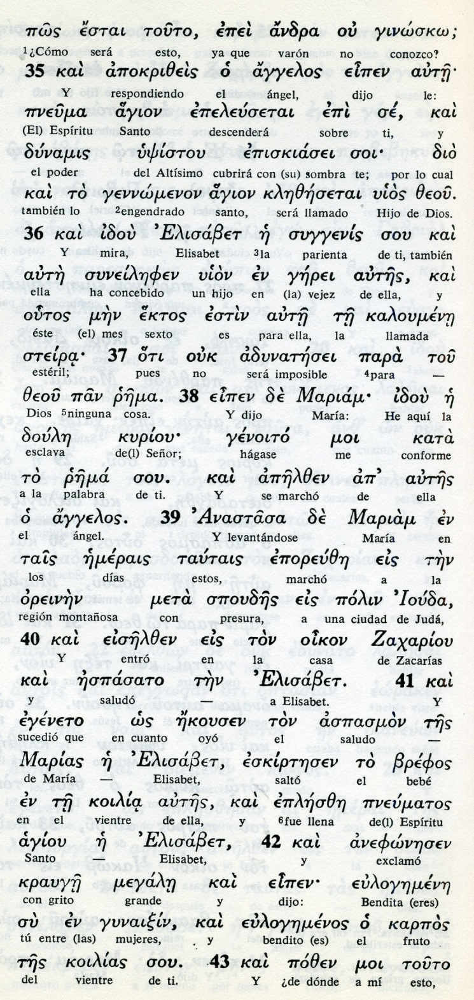 πῶς ἔσται τοῦτο, ἐπεὶ ἄνδρα οὐ γινώσκω;
¹¿Cómo será esto, ya que varón no conozco?
35 καὶ ἀποκριθεὶς ὁ ἄγγελος εἶπεν αὐτῇ·
Y respondiendo el ángel, dijo le:
πνεῦμα ἅγιον ἐπελεύσεται ἐπὶ σέ, καὶ
(El) Espíritu Santo descenderá sobre ti, y
δύναμις ὑψίστου ἐπισκιάσει σοι· διὸ
el poder del Altísimo cubrirá con (su) sombra te; por lo cual
καὶ τὸ γεννώμενον ἅγιον κληθήσεται υἱὸς θεοῦ.
también lo ²engendrado santo, será llamado Hijo de Dios.
36 καὶ ἰδοὺ Ἐλισάβετ ἡ συγγενίς σου καὶ
Y mira, Elisabet ³la parienta de ti, también
αὐτὴ συνείληφεν υἱὸν ἐν γήρει αὐτῆς, καὶ
ella ha concebido un hijo en (la) vejez de ella, y
οὗτος μὴν ἕκτος ἐστὶν αὐτῇ τῇ καλουμένῃ
éste (el) mes sexto es para ella, la llamada
στείρᾳ· 37 ὅτι οὐκ ἀδυνατήσει παρὰ τοῦ
estéril; pues no será imposible ⁴para —
θεοῦ πᾶν ῥῆμα. 38 εἶπεν δὲ Μαριάμ· ἰδοὺ ἡ
Dios ⁵ninguna cosa. Y dijo María: He aquí la
δούλη κυρίου· γένοιτό μοι κατὰ
esclava de(l) Señor; hágase me conforme
τὸ ῥῆμά σου. καὶ ἀπῆλθεν ἀπ’ αὐτῆς
a la palabra de ti. Y se marchó de ella
ὁ ἄγγελος. 39 Ἀναστᾶσα δὲ Μαριὰμ ἐν
el ángel. Y levantándose María en
ταῖς ἡμέραις ταύταις ἐπορεύθη εἰς τὴν
los días estos, marchó a la
ὀρεινὴν μετὰ σπουδῆς εἰς πόλιν Ἰούδα,
región montañosa con presura, a una ciudad de Judá,
40 καὶ εἰσῆλθεν εἰς τὸν οἶκον Ζαχαρίου
Y entró en la casa de Zacarías
καὶ ἠσπάσατο τὴν Ἐλισάβετ. 41 καὶ
y saludó — a Elisabet. Y
ἐγένετο ὡς ἤκουσεν τὸν ἀσπασμὸν τῆς
sucedió que en cuanto oyó el saludo —
Μαρίας ἡ Ἐλισάβετ, ἐσκίρτησεν τὸ βρέφος
de María — Elisabet, saltó el bebé
ἐν τῇ κοιλίᾳ αὐτῆς, καὶ ἐπλήσθη πνεύματος
en el vientre de ella, y ⁶fue llena de(l) Espíritu
ἁγίου ἡ Ἐλισάβετ, 42 καὶ ἀνεφώνησεν
Santo — Elisabet, y exclamó
κραυγῇ μεγάλῃ καὶ εἶπεν· εὐλογημένη
con grito grande y dijo: Bendita (eres)
σὺ ἐν γυναιξίν, καὶ εὐλογημένος ὁ καρπὸς
tú entre (las) mujeres, y bendito (es) el fruto
τῆς κοιλίας σου. 43 καὶ πόθεν μοι τοῦτο
del vientre de ti. Y ¿de dónde a mí esto,